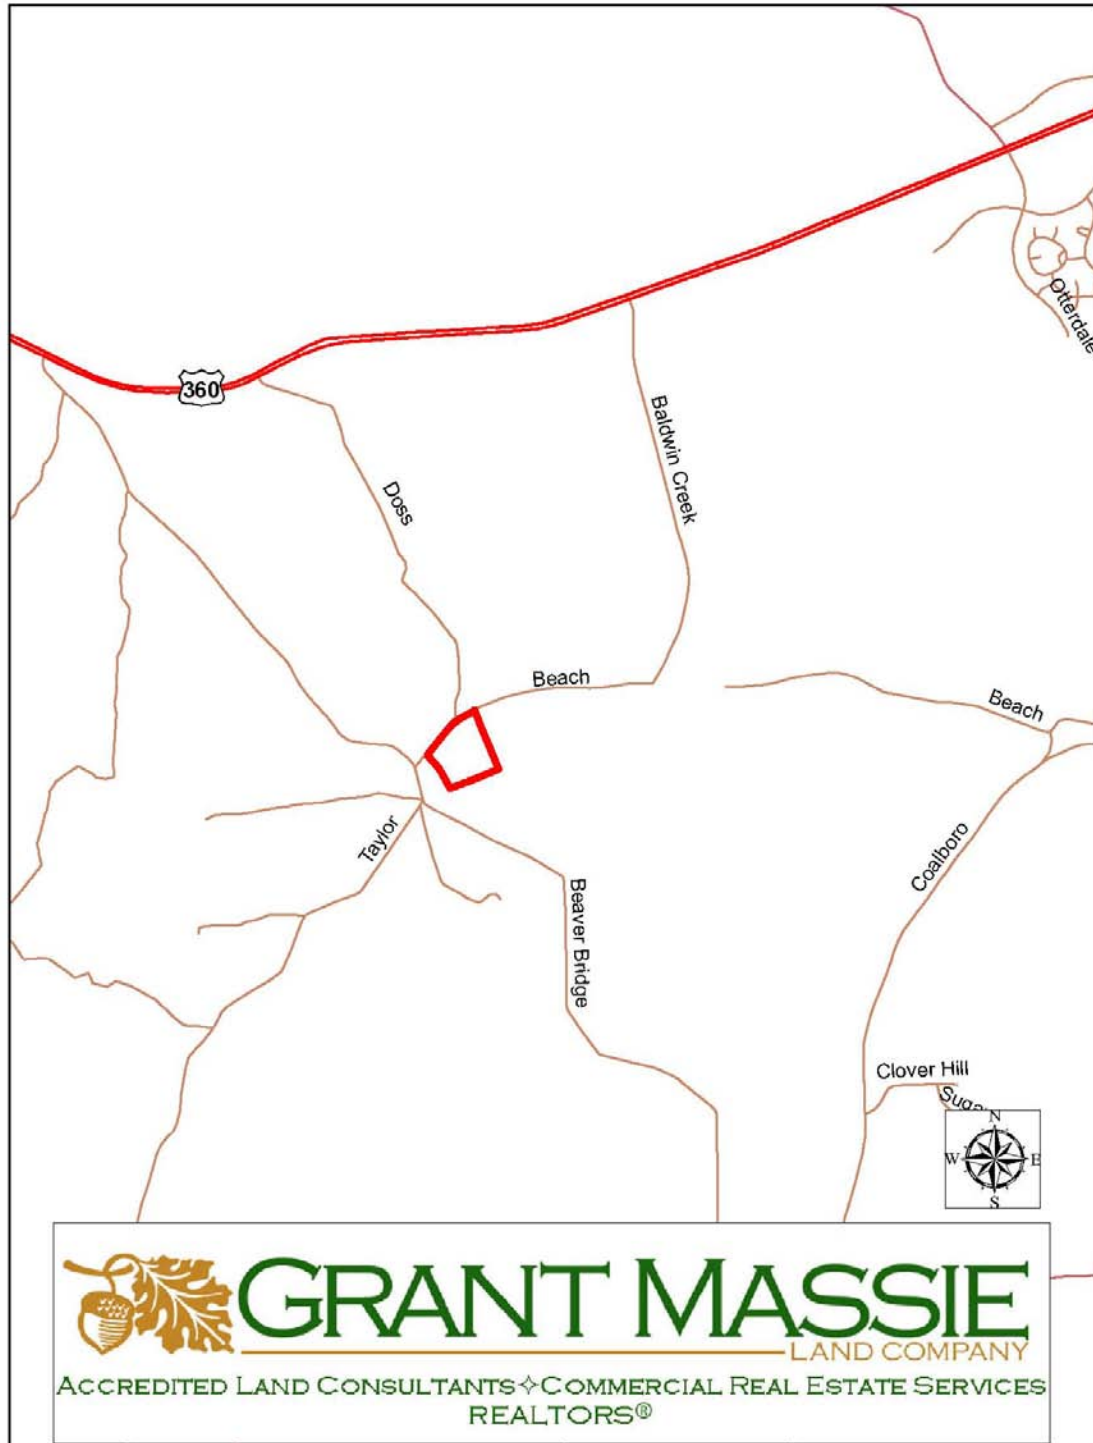 Otterdale
360
Baldwin Creek
Doss
Beach
Beach
Taylor
Coalboro
Beaver Bridge
Clover Hill
N
W E
S
GRANT MASSIE
LAND COMPANY
ACCREDITED LAND CONSULTANTS✧COMMERCIAL REAL ESTATE SERVICES
REALTORS®